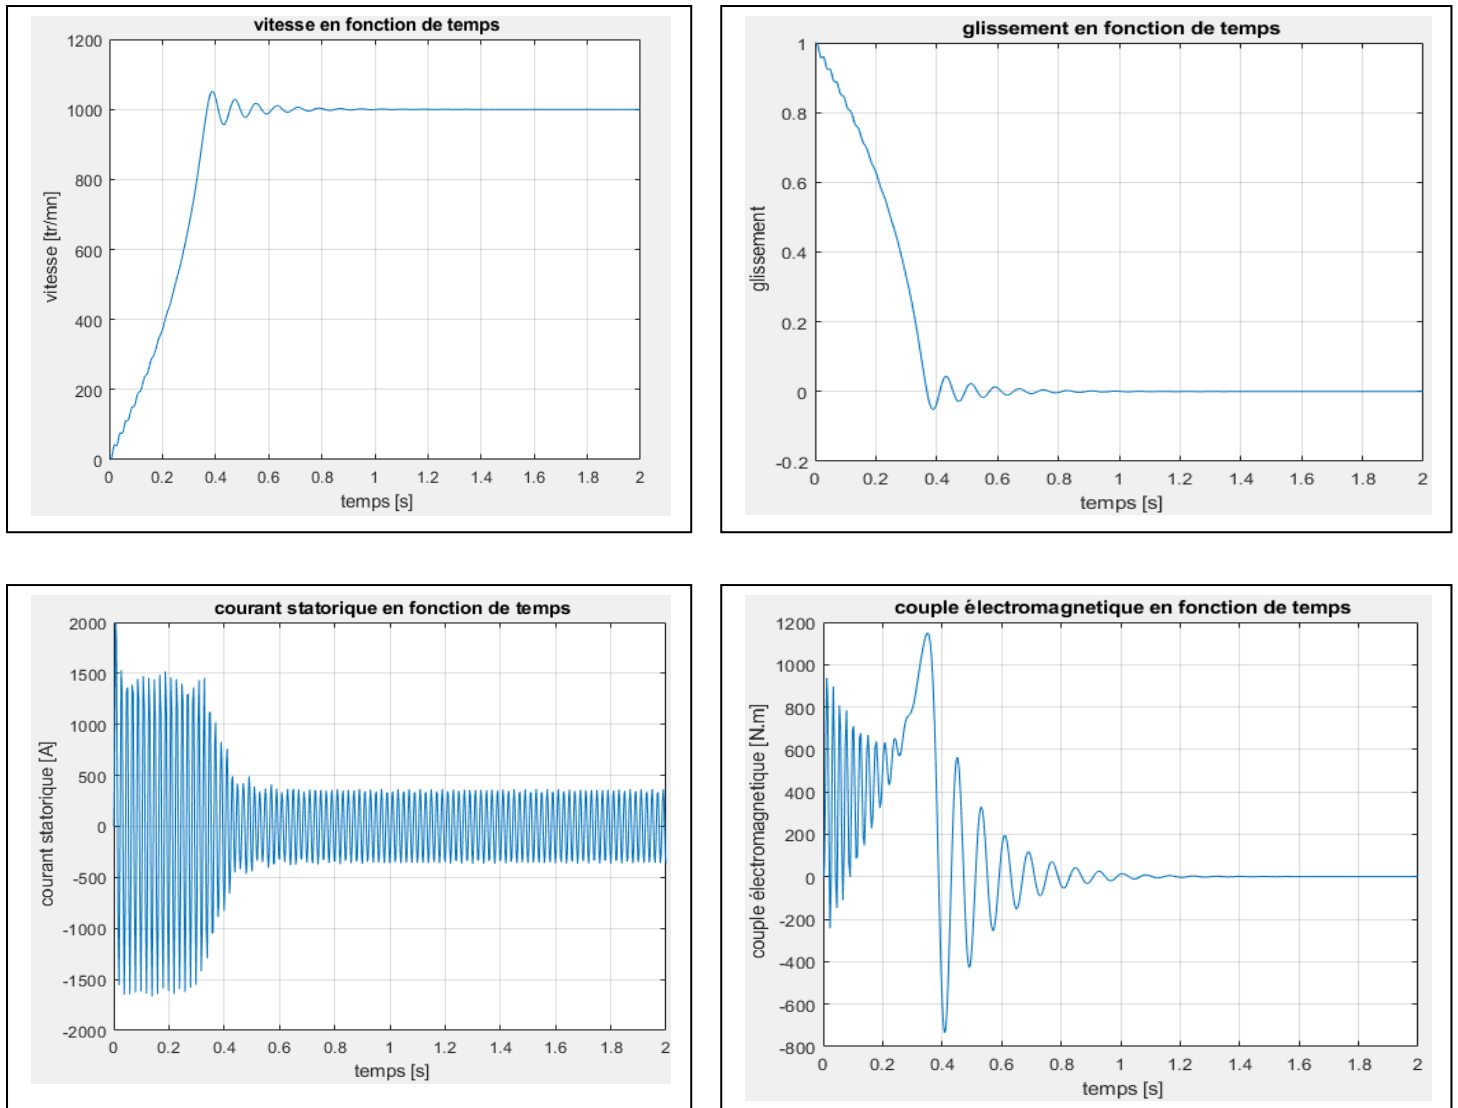 vitesse en fonction de temps
1200
1000
800
600
400
200
0
vitesse [tr/mn]
0 0.2 0.4 0.6 0.8 1 1.2 1.4 1.6 1.8 2
temps [s]
glissement en fonction de temps
1
0.8
0.6
0.4
0.2
0
-0.2
glissement
0 0.2 0.4 0.6 0.8 1 1.2 1.4 1.6 1.8 2
temps [s]
courant statorique en fonction de temps
2000
1500
1000
500
0
-500
-1000
-1500
-2000
courant statorique [A]
0 0.2 0.4 0.6 0.8 1 1.2 1.4 1.6 1.8 2
temps [s]
couple électromagnetique en fonction de temps
1200
1000
800
600
400
200
0
-200
-400
-600
-800
couple électromagnetique [N.m]
0 0.2 0.4 0.6 0.8 1 1.2 1.4 1.6 1.8 2
temps [s]